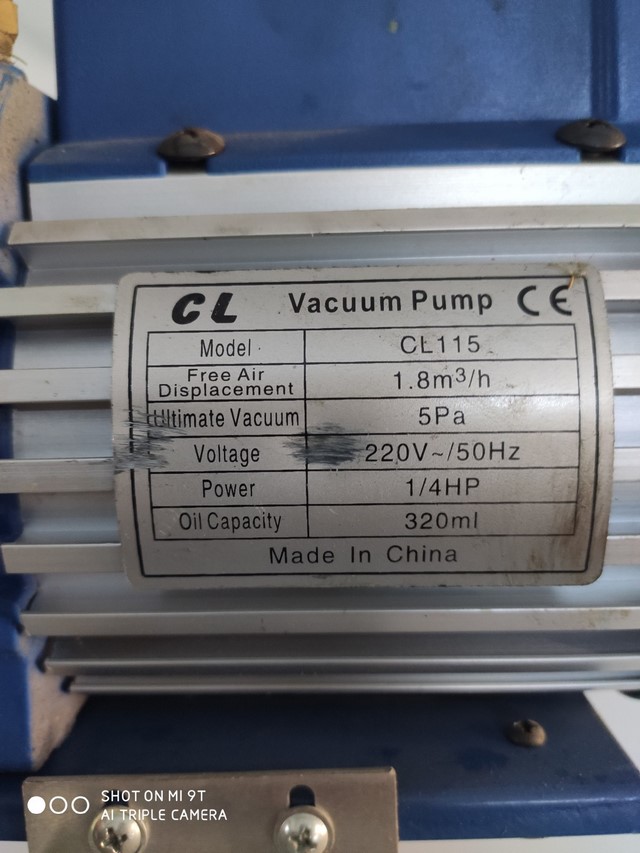 CL Vacuum Pump CE
Model CL115
Free Air Displacement 1.8m³/h
Ultimate Vacuum 5Pa
Voltage 220V~/50Hz
Power 1/4HP
Oil Capacity 320ml
Made In China
SHOT ON MI 9T
AI TRIPLE CAMERA